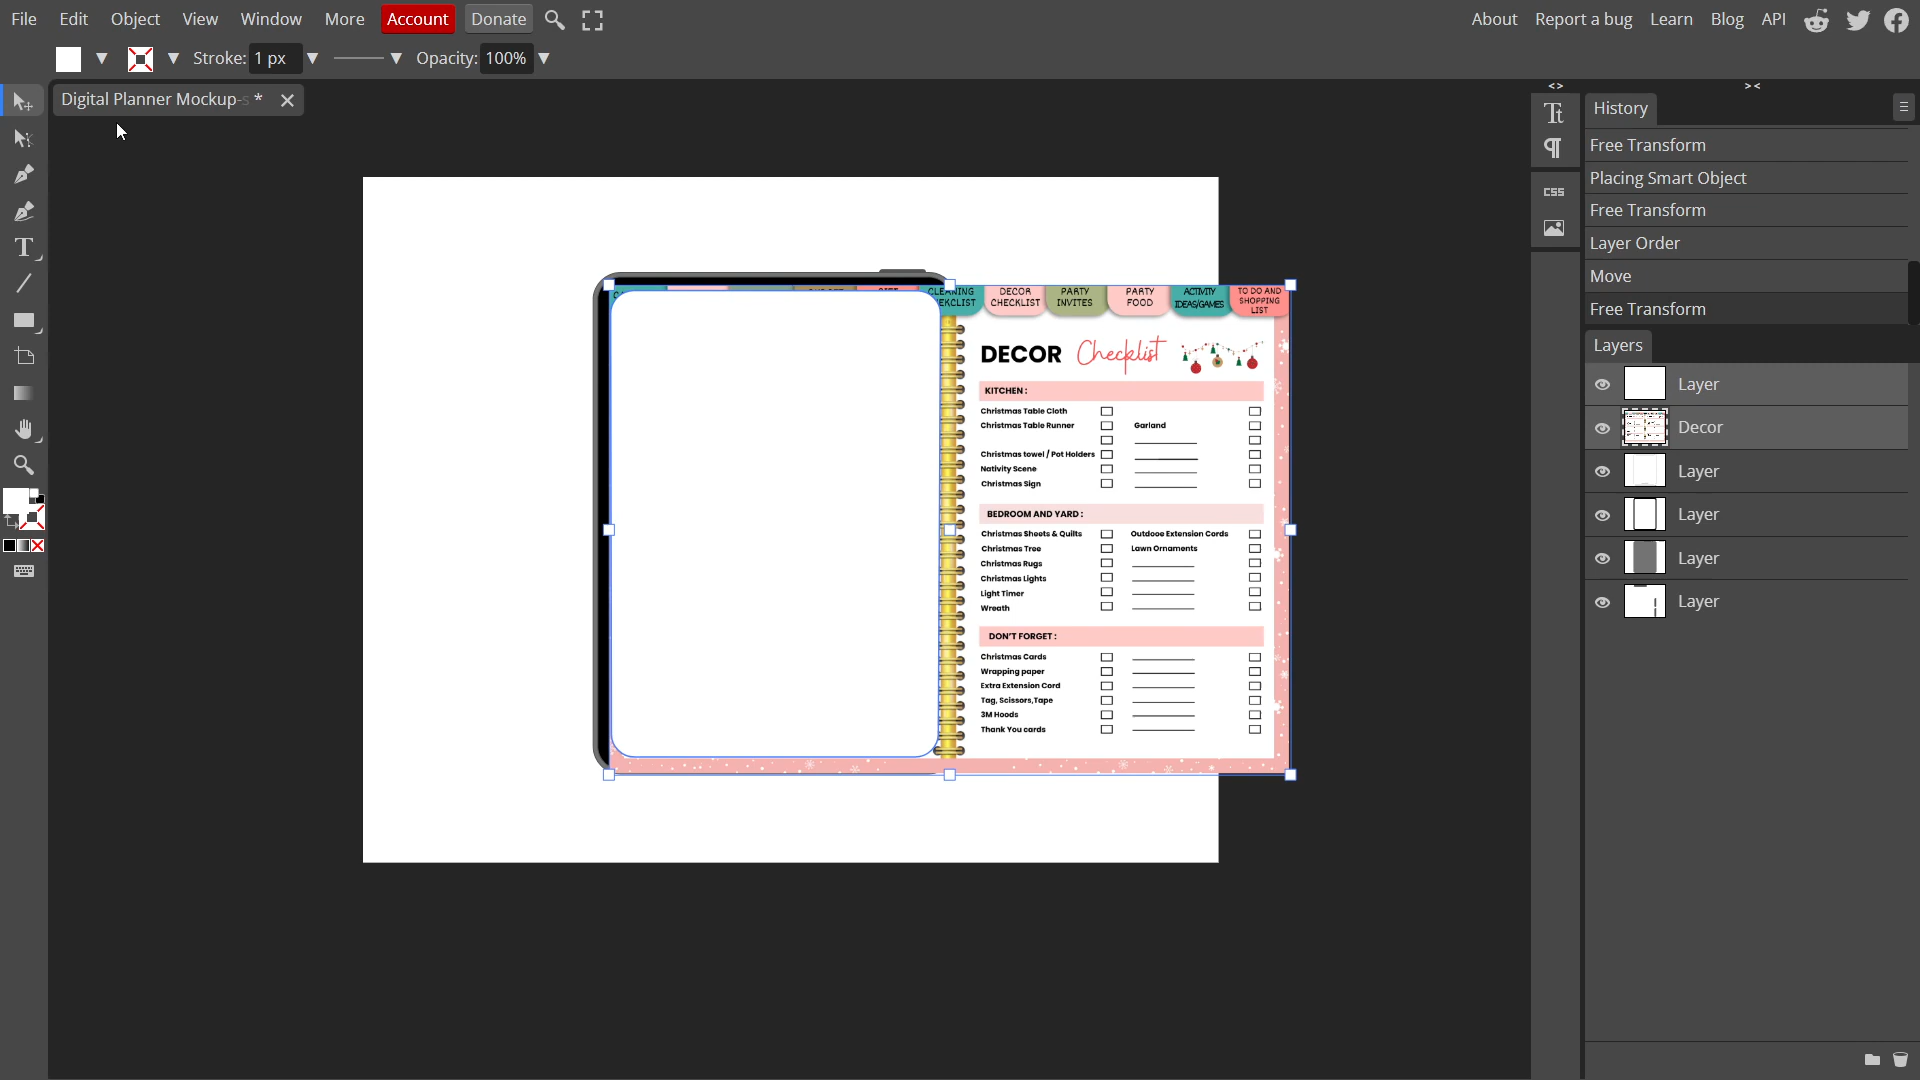 File Edit Object View Window More Account Donate
About Report a bug Learn Blog API
Stroke: 1 px Opacity: 100%
Digital Planner Mockup-s *
< >
> <
History
Free Transform
Placing Smart Object
Free Transform
Layer Order
Move
Free Transform
CSS
Layers
Layer
Decor
Layer
Layer
Layer
Layer
CLEANING
EKCLIST
DECOR
CHECKLIST
PARTY
INVITES
PARTY
FOOD
ACTIVITY
IDEAS/GAMES
TO DO AND
SHOPPING
LIST
DECOR Checklist
KITCHEN :
Christmas Table Cloth
Christmas Table Runner Garland
Christmas towel / Pot Holders
Nativity Scene
Christmas Sign
BEDROOM AND YARD :
Christmas Sheets & Quilts Outdooe Extension Cords
Christmas Tree Lawn Ornaments
Christmas Rugs
Christmas Lights
Light Timer
Wreath
DON'T FORGET :
Christmas Cards
Wrapping paper
Extra Extension Cord
Tag, Scissors,Tape
3M Hoods
Thank You cards